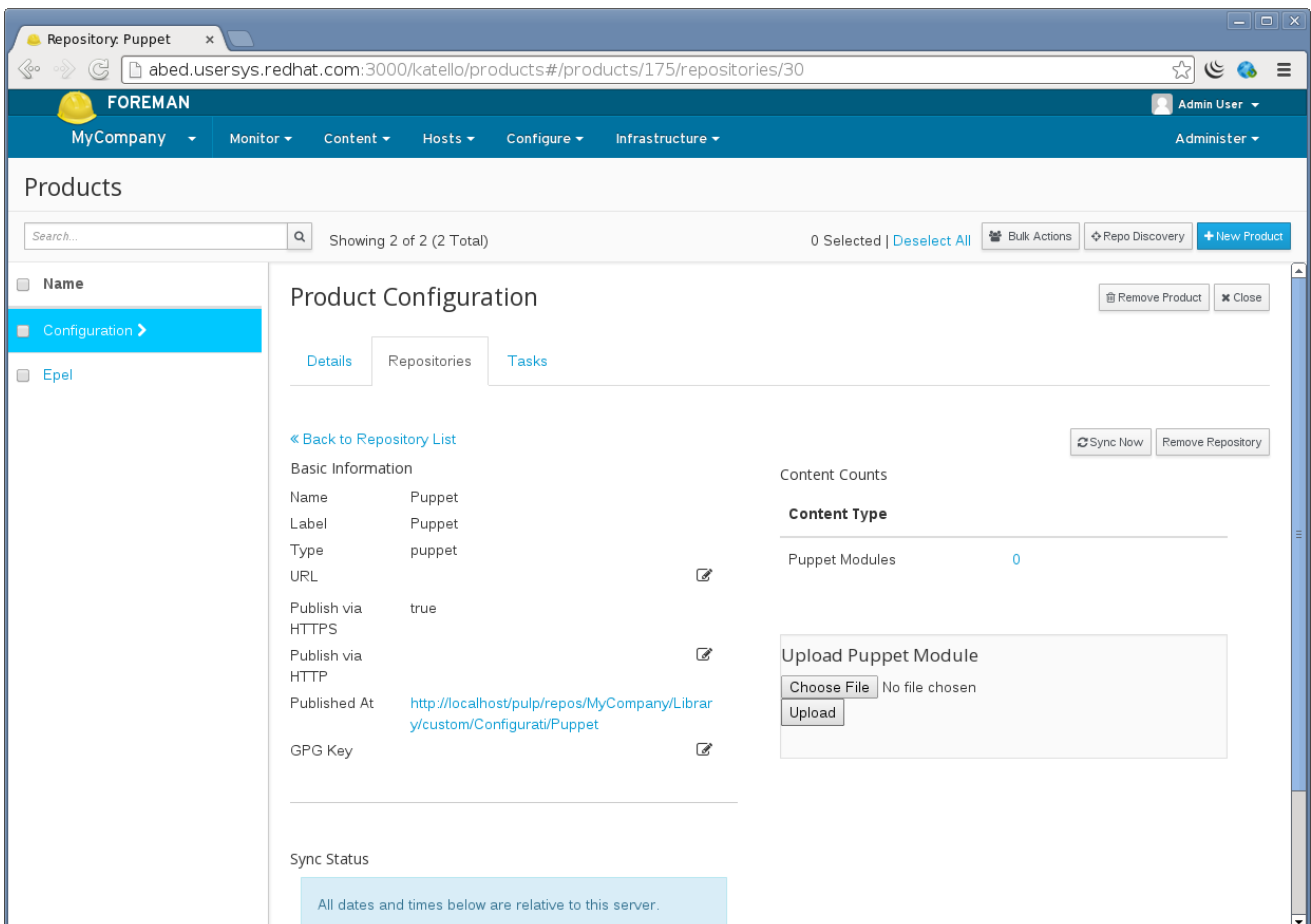 Repository: Puppet
abed.usersys.redhat.com:3000/katello/products#/products/175/repositories/30
FOREMAN
Admin User
MyCompany
Monitor
Content
Hosts
Configure
Infrastructure
Administer
Products
Search...
Showing 2 of 2 (2 Total)
0 Selected | Deselect All
Bulk Actions
Repo Discovery
+ New Product
Name
Configuration
Epel
Product Configuration
Remove Product
Close
Details
Repositories
Tasks
« Back to Repository List
Sync Now
Remove Repository
Basic Information
Name Puppet
Label Puppet
Type puppet
URL
Publish via true
HTTPS
Publish via
HTTP
Published At http://localhost/pulp/repos/MyCompany/Librar
y/custom/Configurati/Puppet
GPG Key
Content Counts
Content Type
Puppet Modules 0
Upload Puppet Module
Choose File No file chosen
Upload
Sync Status
All dates and times below are relative to this server.